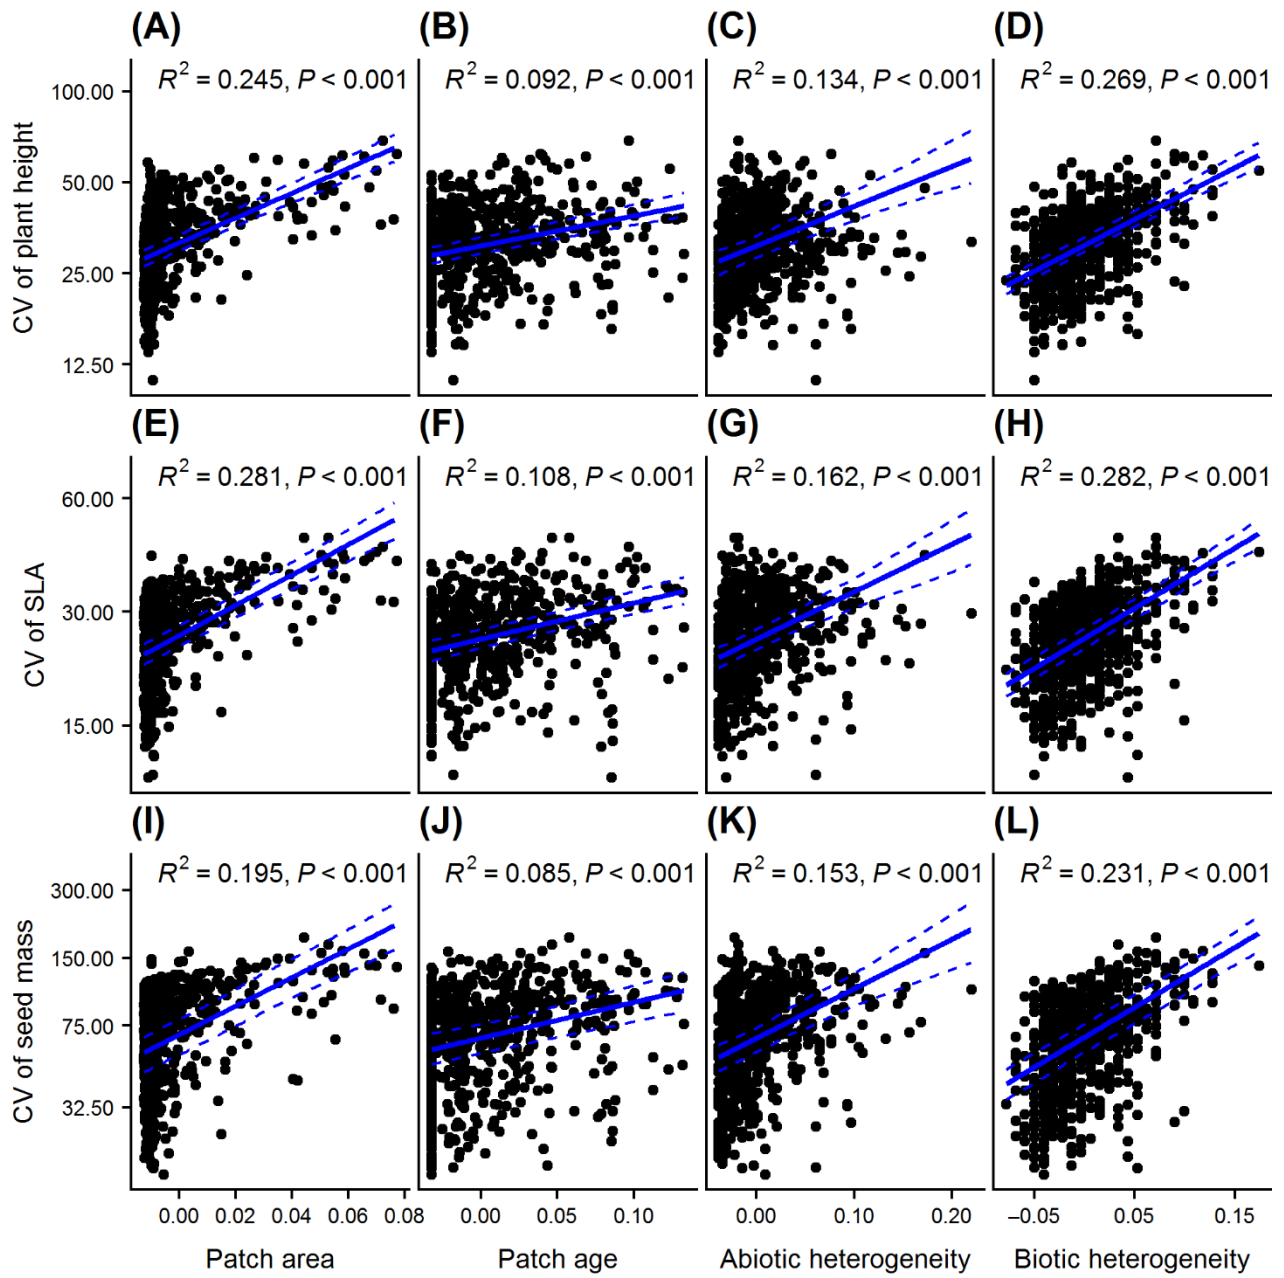 (A) (B) (C) (D)
R² = 0.245, P < 0.001 R² = 0.092, P < 0.001 R² = 0.134, P < 0.001 R² = 0.269, P < 0.001
CV of plant height
100.00
50.00
25.00
12.50
(E) (F) (G) (H)
R² = 0.281, P < 0.001 R² = 0.108, P < 0.001 R² = 0.162, P < 0.001 R² = 0.282, P < 0.001
CV of SLA
60.00
30.00
15.00
(I) (J) (K) (L)
R² = 0.195, P < 0.001 R² = 0.085, P < 0.001 R² = 0.153, P < 0.001 R² = 0.231, P < 0.001
CV of seed mass
300.00
150.00
75.00
32.50
0.00 0.02 0.04 0.06 0.08 0.00 0.10 0.00 0.10 0.20 −0.05 0.05 0.15
Patch area Patch age Abiotic heterogeneity Biotic heterogeneity